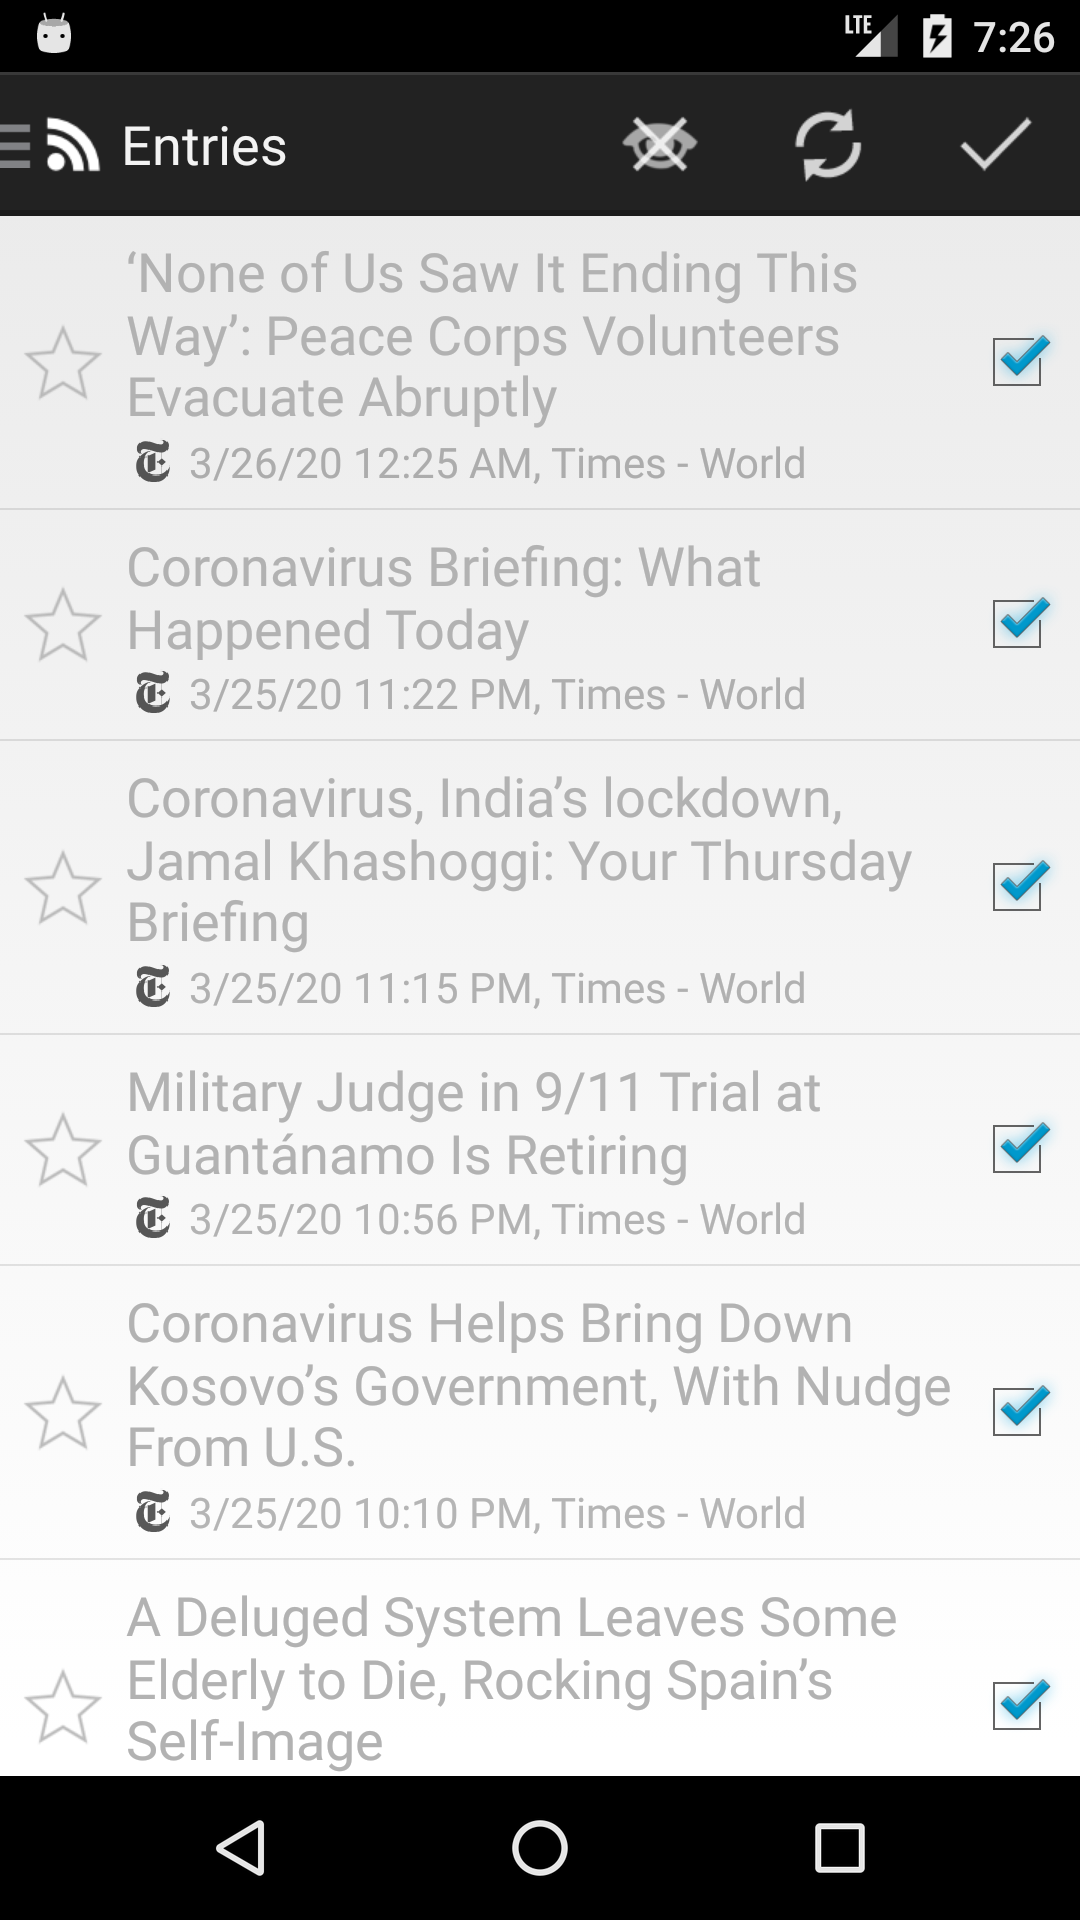 LTE 7:26
Entries
‘None of Us Saw It Ending This
Way’: Peace Corps Volunteers
Evacuate Abruptly
3/26/20 12:25 AM, Times - World
Coronavirus Briefing: What
Happened Today
3/25/20 11:22 PM, Times - World
Coronavirus, India’s lockdown,
Jamal Khashoggi: Your Thursday
Briefing
3/25/20 11:15 PM, Times - World
Military Judge in 9/11 Trial at
Guantánamo Is Retiring
3/25/20 10:56 PM, Times - World
Coronavirus Helps Bring Down
Kosovo’s Government, With Nudge
From U.S.
3/25/20 10:10 PM, Times - World
A Deluged System Leaves Some
Elderly to Die, Rocking Spain’s
Self-Image